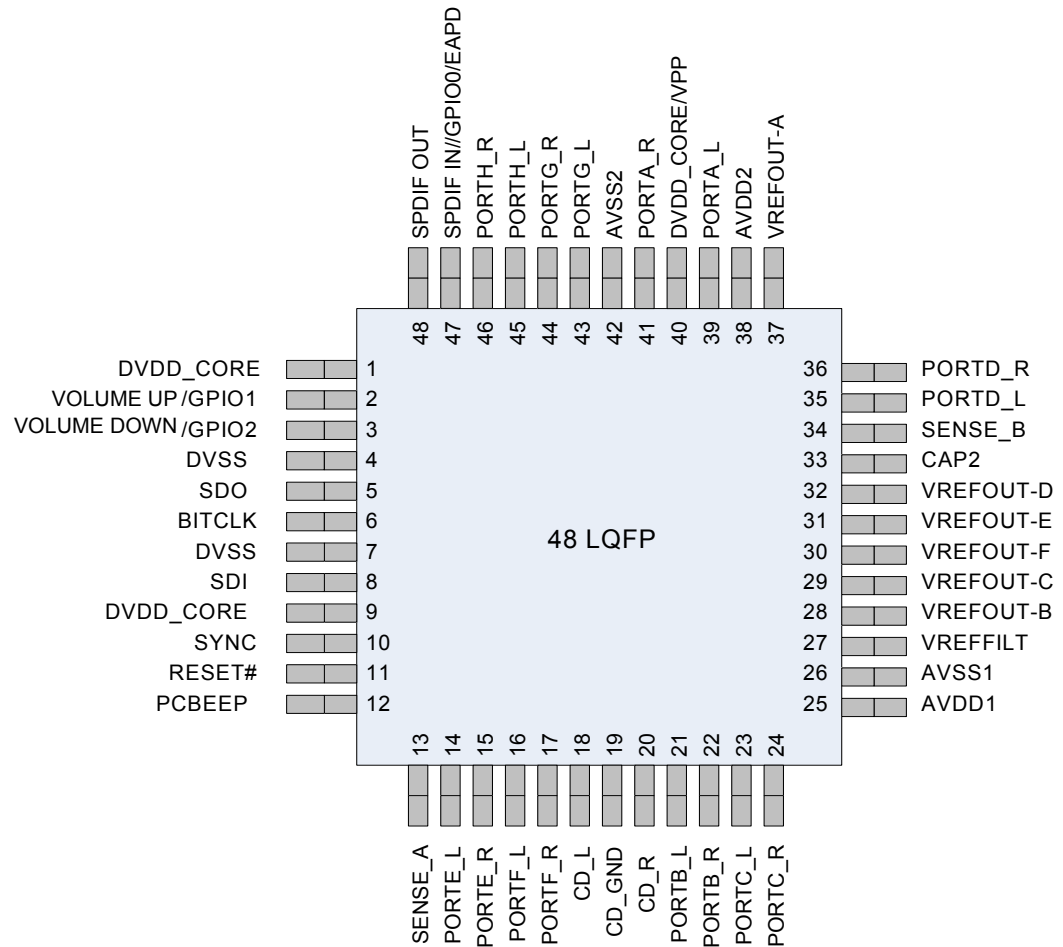 SPDIF OUT
SPDIF IN//GPIO0/EAPD
PORTH_R
PORTH_L
PORTG_R
PORTG_L
AVSS2
PORTA_R
DVDD_CORE/VPP
PORTA_L
AVDD2
VREFOUT-A
48
47
46
45
44
43
42
41
40
39
38
37
DVDD_CORE 1
VOLUME UP/GPIO1 2
VOLUME DOWN/GPIO2 3
DVSS 4
SDO 5
BITCLK 6
DVSS 7
SDI 8
DVDD_CORE 9
SYNC 10
RESET# 11
PCBEEP 12
48 LQFP
36 PORTD_R
35 PORTD_L
34 SENSE_B
33 CAP2
32 VREFOUT-D
31 VREFOUT-E
30 VREFOUT-F
29 VREFOUT-C
28 VREFOUT-B
27 VREFFILT
26 AVSS1
25 AVDD1
13
14
15
16
17
18
19
20
21
22
23
24
SENSE_A
PORTE_L
PORTE_R
PORTF_L
PORTF_R
CD_L
CD_GND
CD_R
PORTB_L
PORTB_R
PORTC_L
PORTC_R